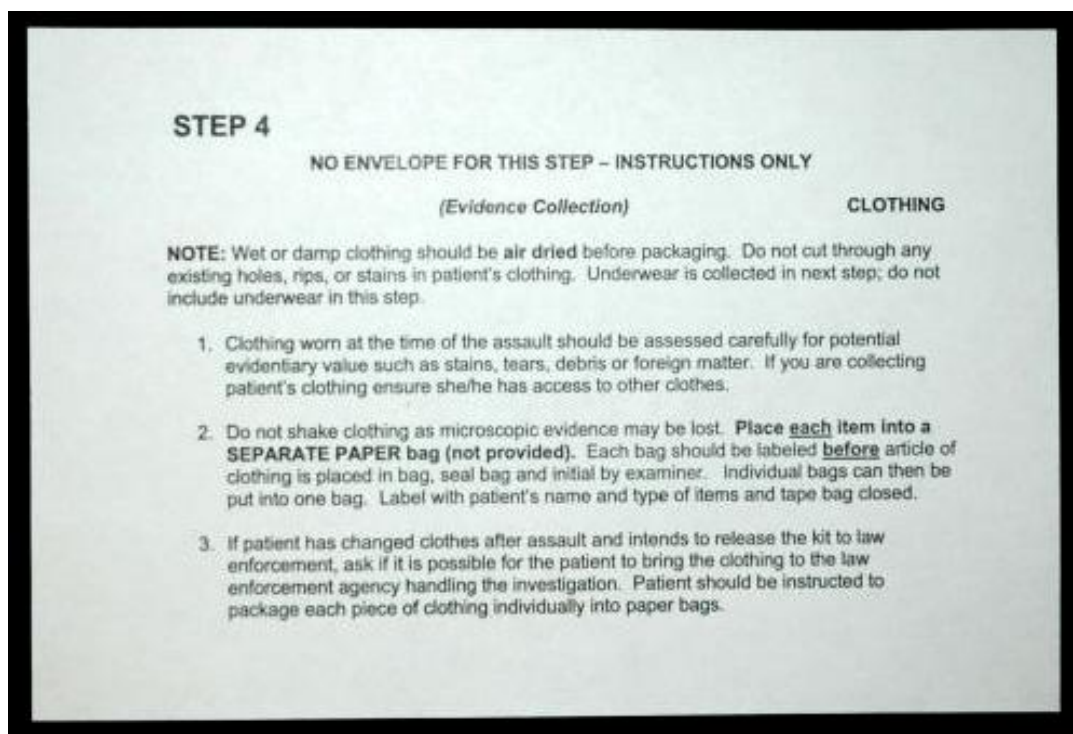 STEP 4
NO ENVELOPE FOR THIS STEP – INSTRUCTIONS ONLY
(Evidence Collection) CLOTHING
NOTE: Wet or damp clothing should be air dried before packaging. Do not cut through any
existing holes, rips, or stains in patient's clothing. Underwear is collected in next step; do not
include underwear in this step.
1. Clothing worn at the time of the assault should be assessed carefully for potential
evidentiary value such as stains, tears, debris or foreign matter. If you are collecting
patient's clothing ensure she/he has access to other clothes.
2. Do not shake clothing as microscopic evidence may be lost. Place each item into a
SEPARATE PAPER bag (not provided). Each bag should be labeled before article of
clothing is placed in bag, seal bag and initial by examiner. Individual bags can then be
put into one bag. Label with patient's name and type of items and tape bag closed.
3. If patient has changed clothes after assault and intends to release the kit to law
enforcement, ask if it is possible for the patient to bring the clothing to the law
enforcement agency handling the investigation. Patient should be instructed to
package each piece of clothing individually into paper bags.